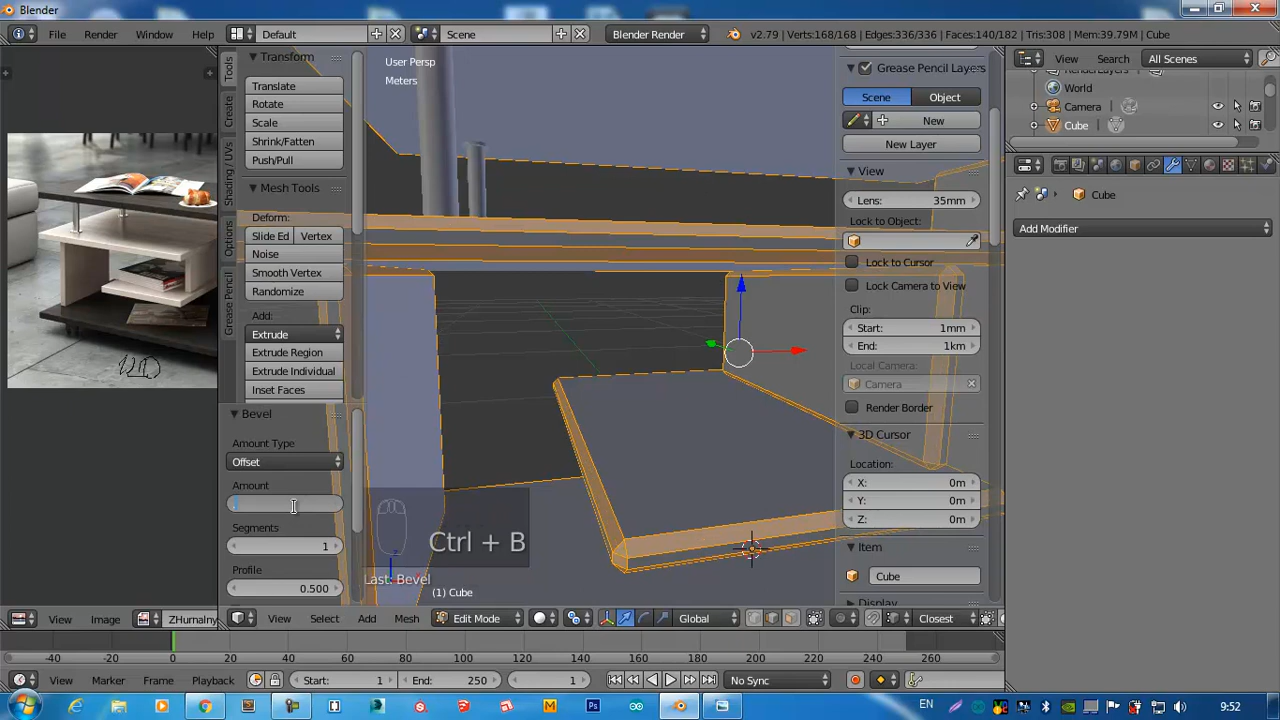 Blender
File Render Window Help Default Scene Blender Render v2.79 | Verts:168/168 | Edges:336/336 | Faces:140/182 | Tris:308 | Mem:39.79M | Cube
View Search All Scenes
RenderLayers
World
Camera
Cube
Cube
Add Modifier
Tools
Create
Shading / UVs
Options
Grease Pencil
Transform
Translate
Rotate
Scale
Shrink/Fatten
Push/Pull
Mesh Tools
Deform:
Slide Ed Vertex
Noise
Smooth Vertex
Randomize
Add:
Extrude
Extrude Region
Extrude Individual
Inset Faces
Bevel
Amount Type
Offset
Amount
Segments
1
Profile
0.500
User Persp
Meters
Ctrl + B
Last: Bevel
(1) Cube
Grease Pencil Layers
Scene Object
New
New Layer
View
Lens: 35mm
Lock to Object:
Lock to Cursor
Lock Camera to View
Clip:
Start: 1mm
End: 1km
Local Camera:
Camera
Render Border
3D Cursor
Location:
X: 0m
Y: 0m
Z: 0m
Item
Cube
Display
View Image ZHumalny View Select Add Mesh Edit Mode Global Closest
-40 -20 0 20 40 60 80 100 120 140 160 180 200 220 240 260
View Marker Frame Playback Start: 1 End: 250 1 No Sync
EN 9:52